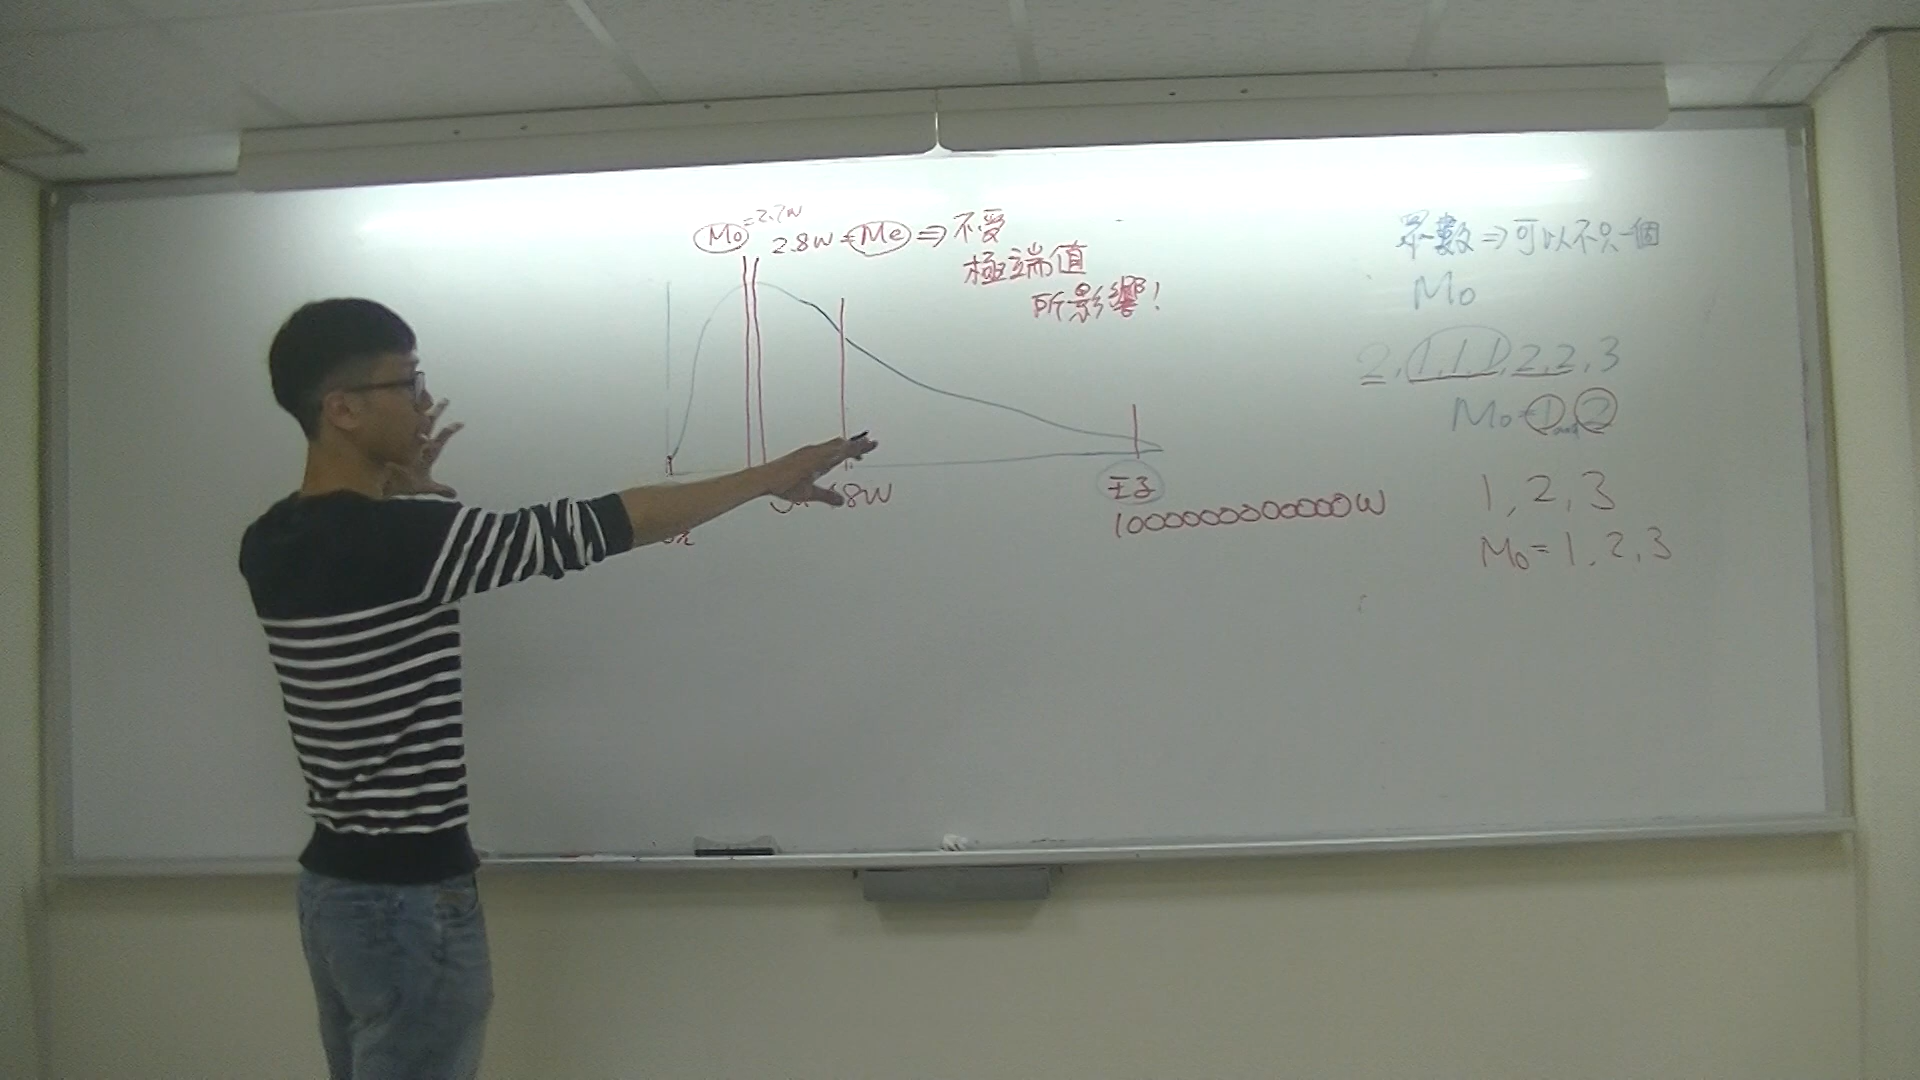 Mo = 2.7W
2.8W = Me ⇒ 不受
極端值
所影響!
8W
王子
1000000000000W
眾數 ⇒ 可以不只一個
Mo
2, 1, 1, 1, 2, 2, 3
Mo = 1 and 2
1, 2, 3
Mo = 1, 2, 3